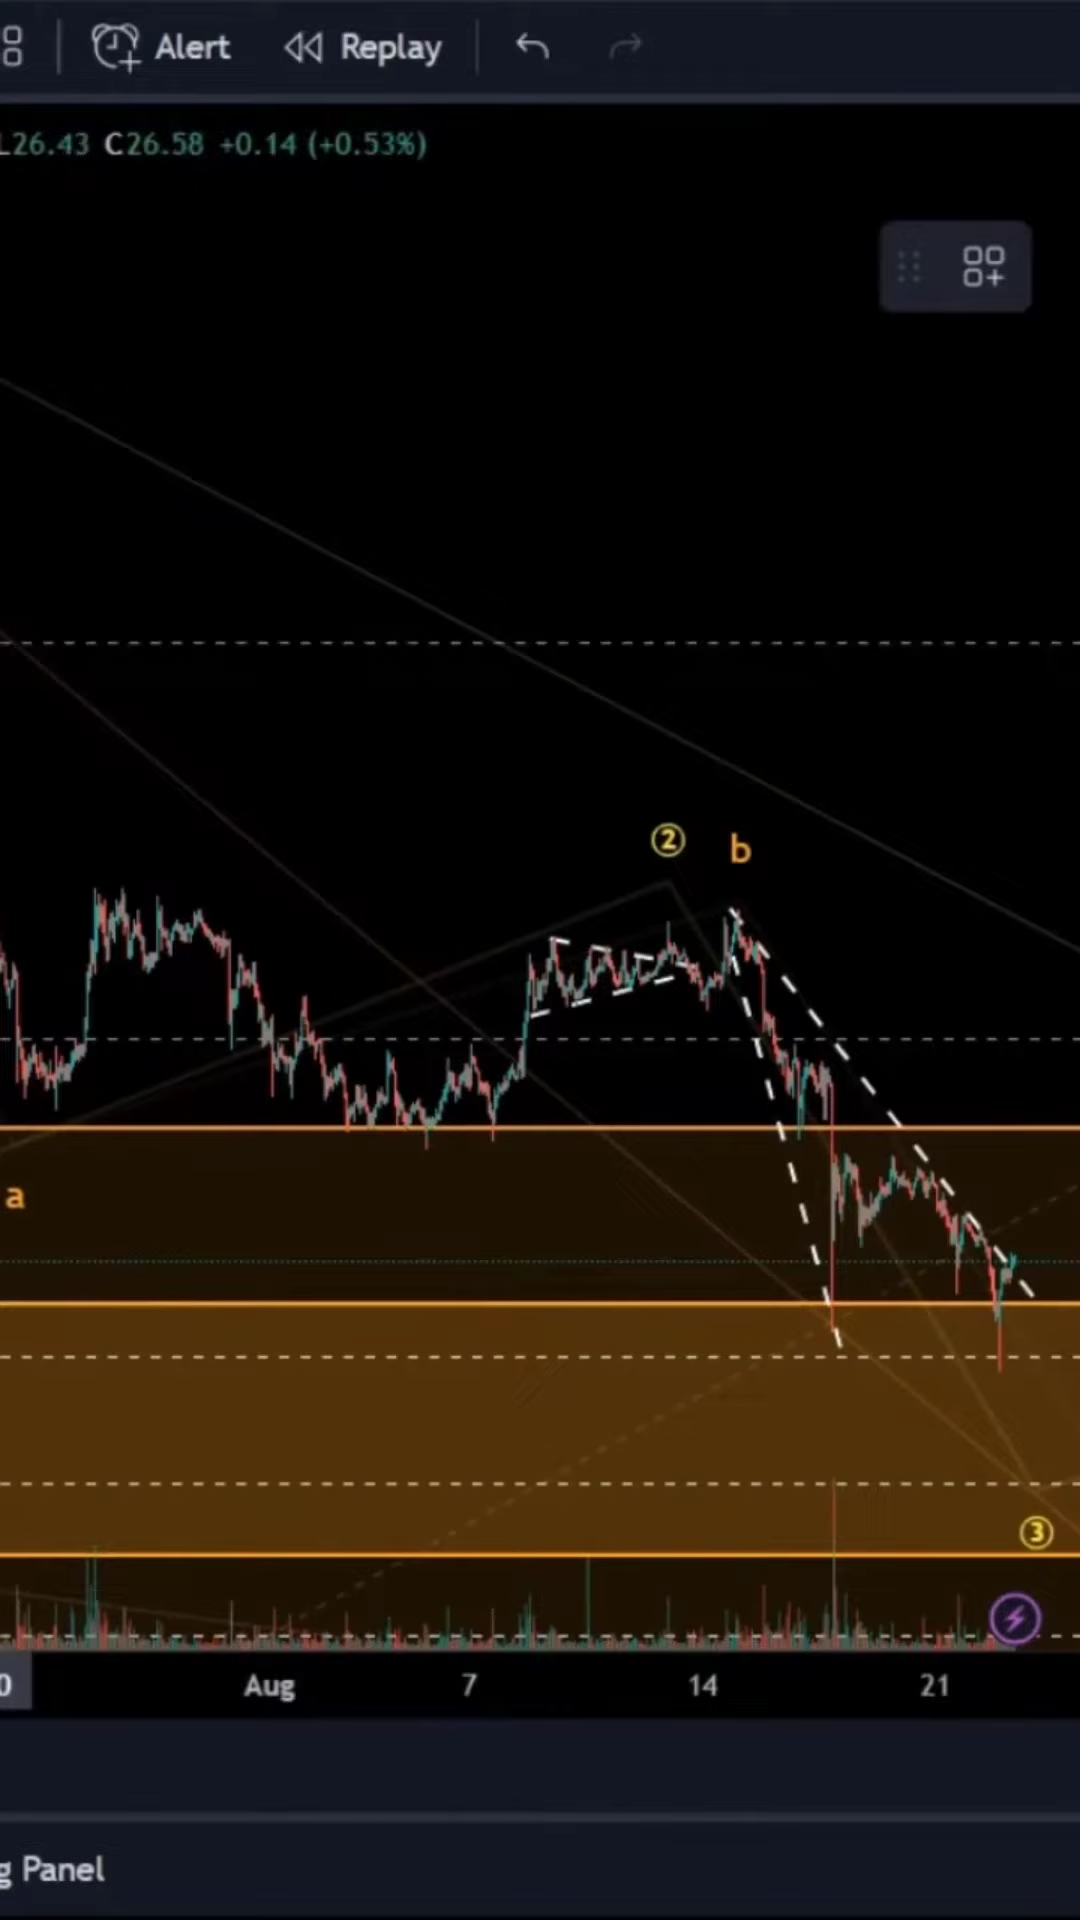 Alert Replay
L26.43 C26.58 +0.14 (+0.53%)
② b
a
③
0 Aug 7 14 21
g Panel